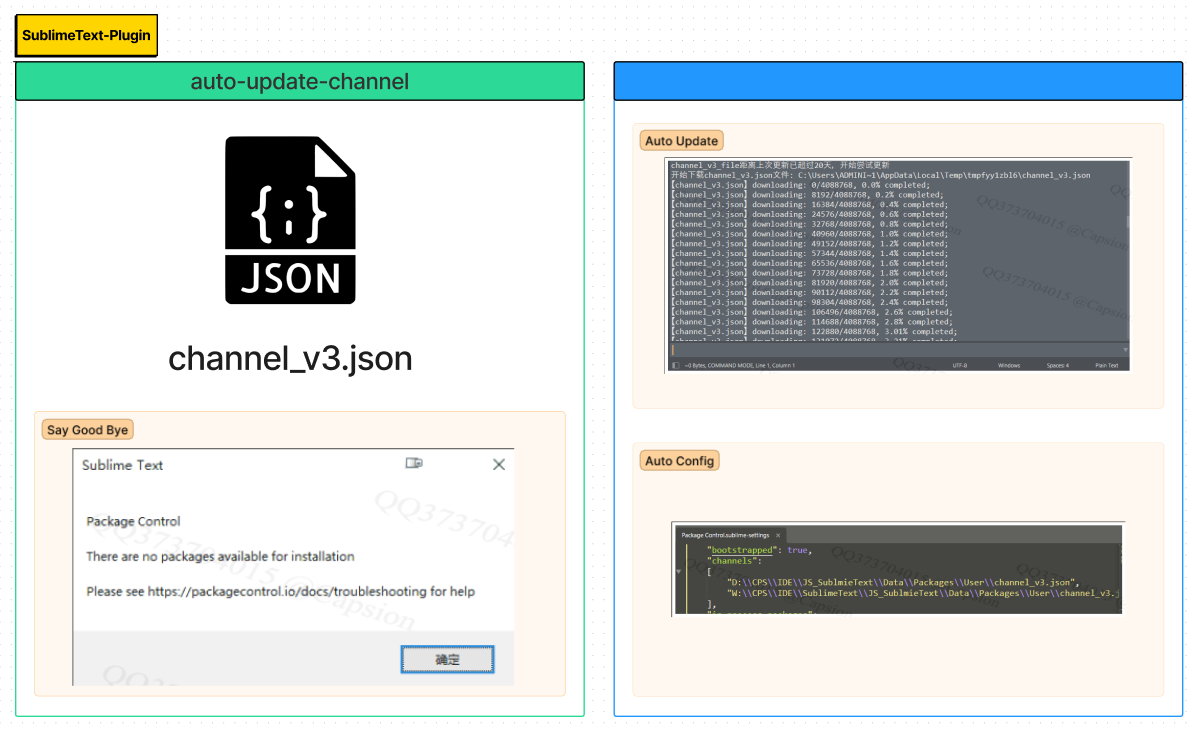 SublimeText-Plugin
auto-update-channel
JSON
channel_v3.json
Say Good Bye
Sublime Text
Package Control
There are no packages available for installation
Please see https://packagecontrol.io/docs/troubleshooting for help
确定
Auto Update
channel_v3_file距离上次更新已超过20天, 开始尝试更新
开始下载channel_v3.json文件: C:\Users\ADMINI~1\AppData\Local\Temp\tmpfyy1zb16\channel_v3.json
【channel_v3.json】downloading: 0/4088768, 0.0% completed;
【channel_v3.json】downloading: 8192/4088768, 0.2% completed;
【channel_v3.json】downloading: 16384/4088768, 0.4% completed;
【channel_v3.json】downloading: 24576/4088768, 0.6% completed;
【channel_v3.json】downloading: 32768/4088768, 0.8% completed;
【channel_v3.json】downloading: 40960/4088768, 1.0% completed;
【channel_v3.json】downloading: 49152/4088768, 1.2% completed;
【channel_v3.json】downloading: 57344/4088768, 1.4% completed;
【channel_v3.json】downloading: 65536/4088768, 1.6% completed;
【channel_v3.json】downloading: 73728/4088768, 1.8% completed;
【channel_v3.json】downloading: 81920/4088768, 2.0% completed;
【channel_v3.json】downloading: 90112/4088768, 2.2% completed;
【channel_v3.json】downloading: 98304/4088768, 2.4% completed;
【channel_v3.json】downloading: 106496/4088768, 2.6% completed;
【channel_v3.json】downloading: 114688/4088768, 2.8% completed;
【channel_v3.json】downloading: 122880/4088768, 3.01% completed;
~0 Bytes, COMMAND MODE, Line 1, Column 1 UTF-8 Windows Spaces: 4 Plain Text
QQ373704015 @Capsion
Auto Config
Package Control.sublime-settings ×
"bootstrapped": true,
"channels":
[
"D:\\CPS\\IDE\\JS_SublmieText\\Data\\Packages\\User\\channel_v3.json",
"W:\\CPS\\IDE\\SublimeText\\JS_SublmieText\\Data\\Packages\\User\\channel_v3.j
],